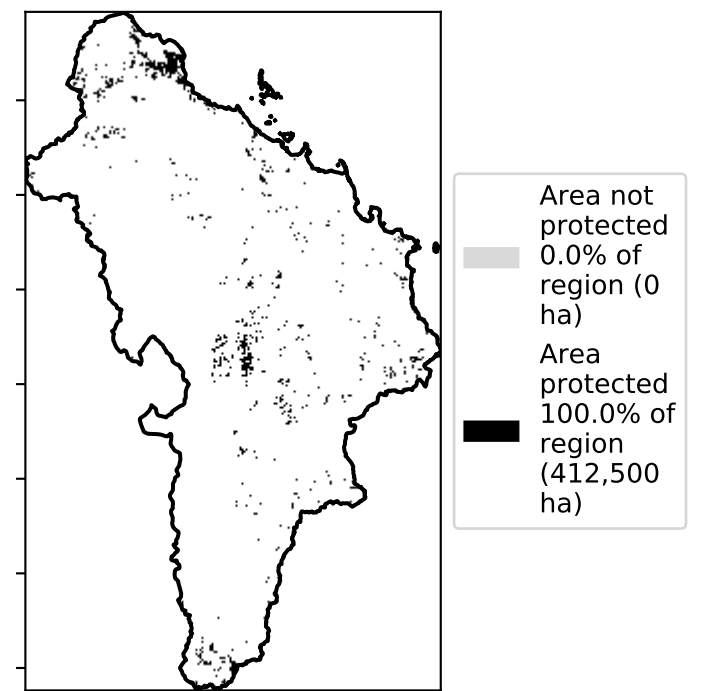 Area not
protected
0.0% of
region (0
ha)
Area
protected
100.0% of
region
(412,500
ha)